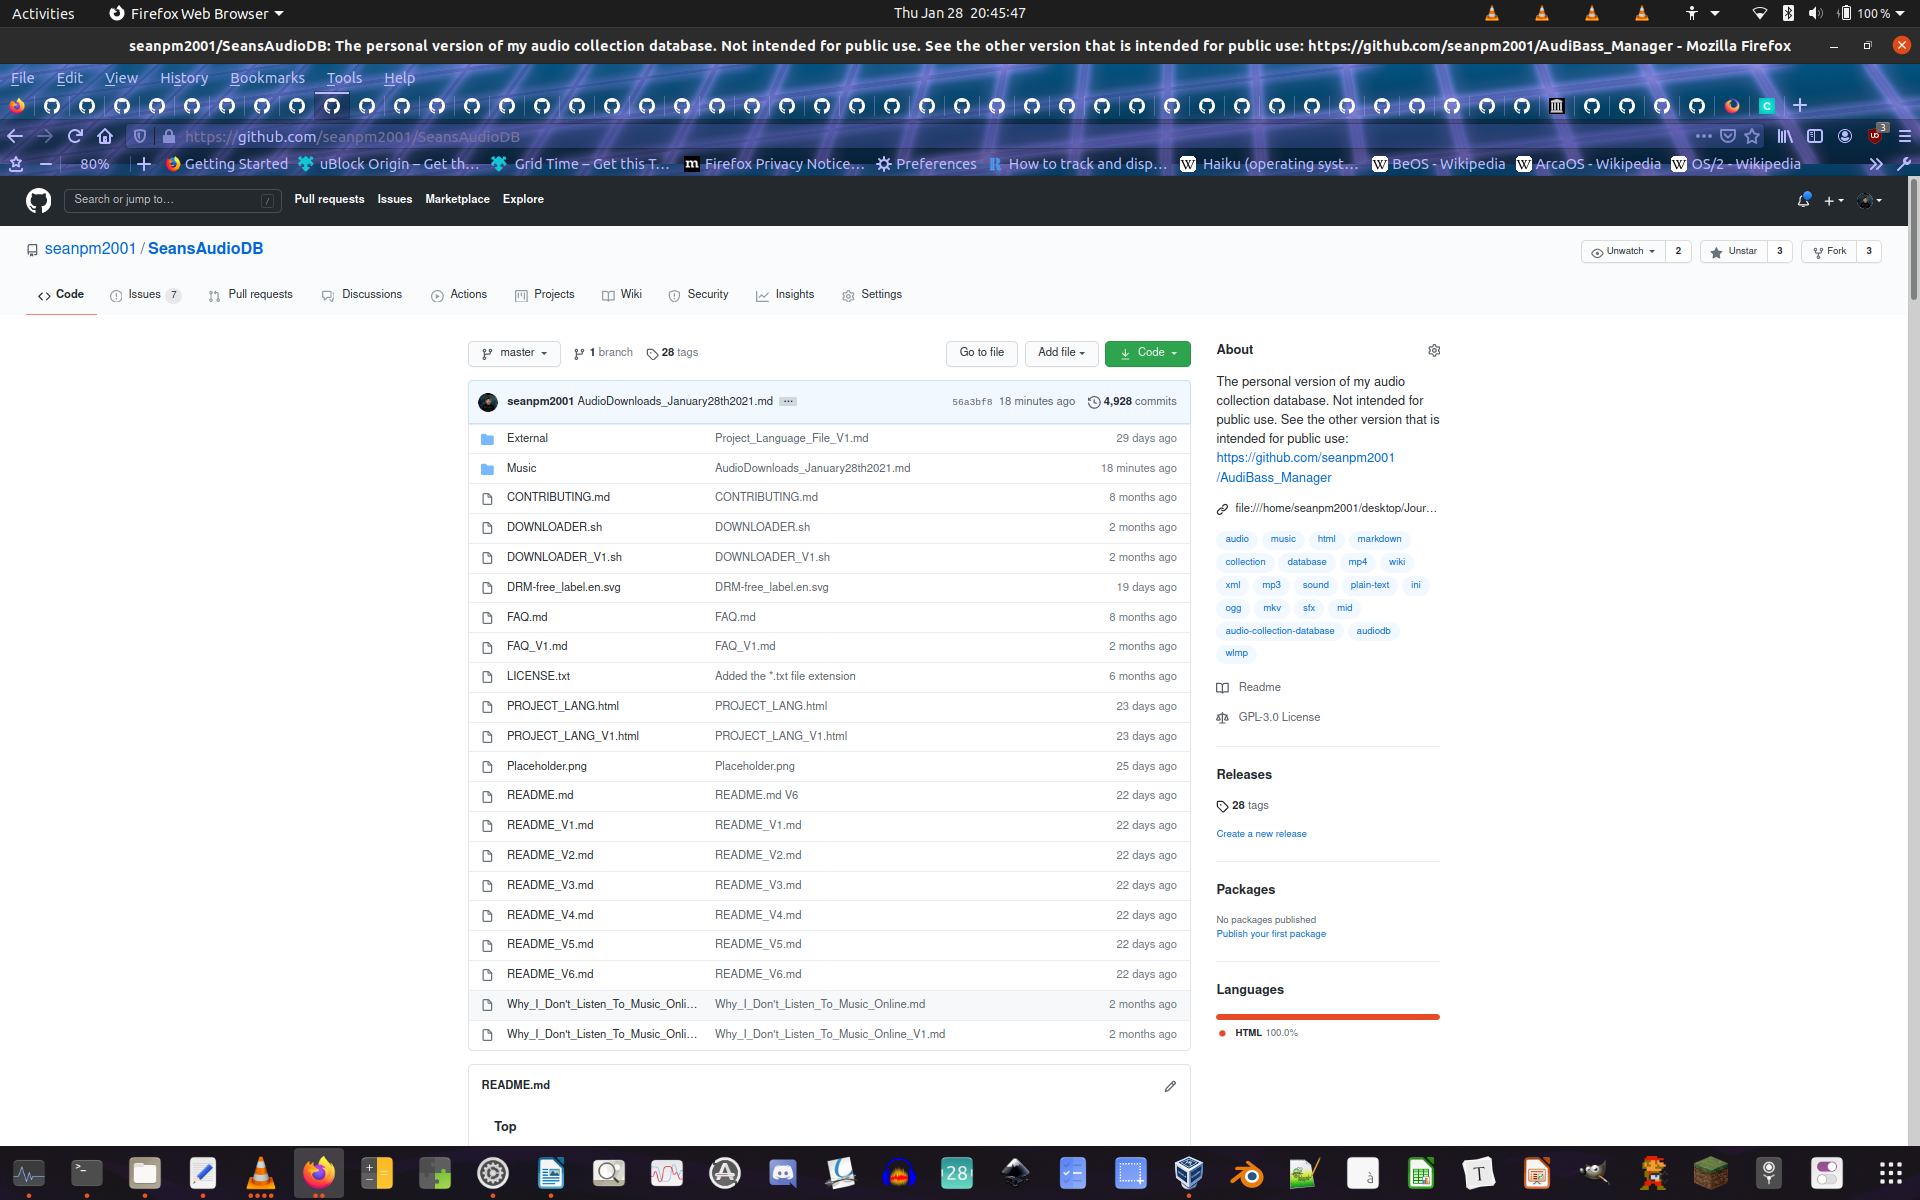 Activities Firefox Web Browser Thu Jan 28 20:45:47 100 %
seanpm2001/SeansAudioDB: The personal version of my audio collection database. Not intended for public use. See the other version that is intended for public use: https://github.com/seanpm2001/AudiBass_Manager - Mozilla Firefox
File Edit View History Bookmarks Tools Help
https://github.com/seanpm2001/SeansAudioDB 3
80% Getting Started uBlock Origin – Get th… Grid Time – Get this T… Firefox Privacy Notice… Preferences How to track and disp… Haiku (operating syst… BeOS - Wikipedia ArcaOS - Wikipedia OS/2 - Wikipedia
Search or jump to… / Pull requests Issues Marketplace Explore
seanpm2001 / SeansAudioDB Unwatch 2 Unstar 3 Fork 3
Code Issues 7 Pull requests Discussions Actions Projects Wiki Security Insights Settings
master 1 branch 28 tags Go to file Add file Code
seanpm2001 AudioDownloads_January28th2021.md ··· 56a3bf8 18 minutes ago 4,928 commits
External Project_Language_File_V1.md 29 days ago
Music AudioDownloads_January28th2021.md 18 minutes ago
CONTRIBUTING.md CONTRIBUTING.md 8 months ago
DOWNLOADER.sh DOWNLOADER.sh 2 months ago
DOWNLOADER_V1.sh DOWNLOADER_V1.sh 2 months ago
DRM-free_label.en.svg DRM-free_label.en.svg 19 days ago
FAQ.md FAQ.md 8 months ago
FAQ_V1.md FAQ_V1.md 2 months ago
LICENSE.txt Added the *.txt file extension 6 months ago
PROJECT_LANG.html PROJECT_LANG.html 23 days ago
PROJECT_LANG_V1.html PROJECT_LANG_V1.html 23 days ago
Placeholder.png Placeholder.png 25 days ago
README.md README.md V6 22 days ago
README_V1.md README_V1.md 22 days ago
README_V2.md README_V2.md 22 days ago
README_V3.md README_V3.md 22 days ago
README_V4.md README_V4.md 22 days ago
README_V5.md README_V5.md 22 days ago
README_V6.md README_V6.md 22 days ago
Why_I_Don't_Listen_To_Music_Onli… Why_I_Don't_Listen_To_Music_Online.md 2 months ago
Why_I_Don't_Listen_To_Music_Onli… Why_I_Don't_Listen_To_Music_Online_V1.md 2 months ago
README.md
Top
About
The personal version of my audio
collection database. Not intended for
public use. See the other version that is
intended for public use:
https://github.com/seanpm2001
/AudiBass_Manager
file:///home/seanpm2001/desktop/Jour…
audio music html markdown
collection database mp4 wiki
xml mp3 sound plain-text ini
ogg mkv sfx mid
audio-collection-database audiodb
wlmp
Readme
GPL-3.0 License
Releases
28 tags
Create a new release
Packages
No packages published
Publish your first package
Languages
HTML 100.0%
28